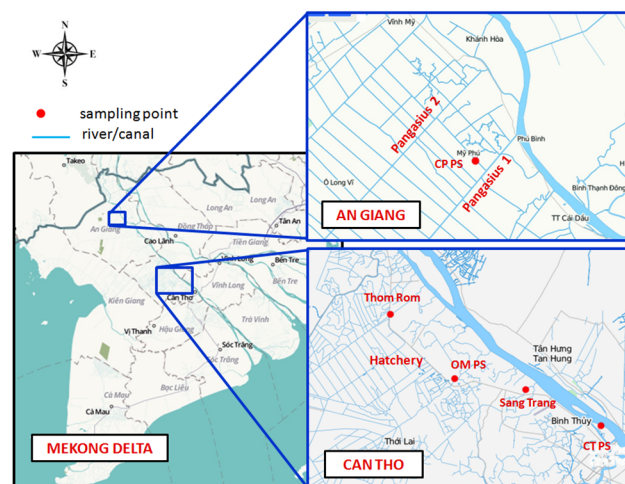 N
W
E
S
sampling point
river/canal
Takeo
An Giang
Long An
Long An
Đồng Tháp
Tân An
Cao Lãnh
Tiền Giang
Vĩnh Long
Bến Tre
Bến Tre
Cần Thơ
Vĩnh Long
Kiên Giang
Trà Vinh
Vị Thanh
Hậu Giang
Sóc Trăng
Sóc Trăng
Bạc Liêu
Cà Mau
Cà Mau
MEKONG DELTA
Vĩnh Mỹ
Khánh Hòa
Pangasius 2
Mỹ Phú
Phú Bình
CP PS
Pangasius 1
Ô Long Vĩ
Bình Thạnh Đông
H
AN GIANG
TT Cái Dầu
Thom Rom
Hatchery
OM PS
Tân Hưng
Tan Hung
Sang Trang
Bình Thủy
Thới Lai
CT PS
CAN THO